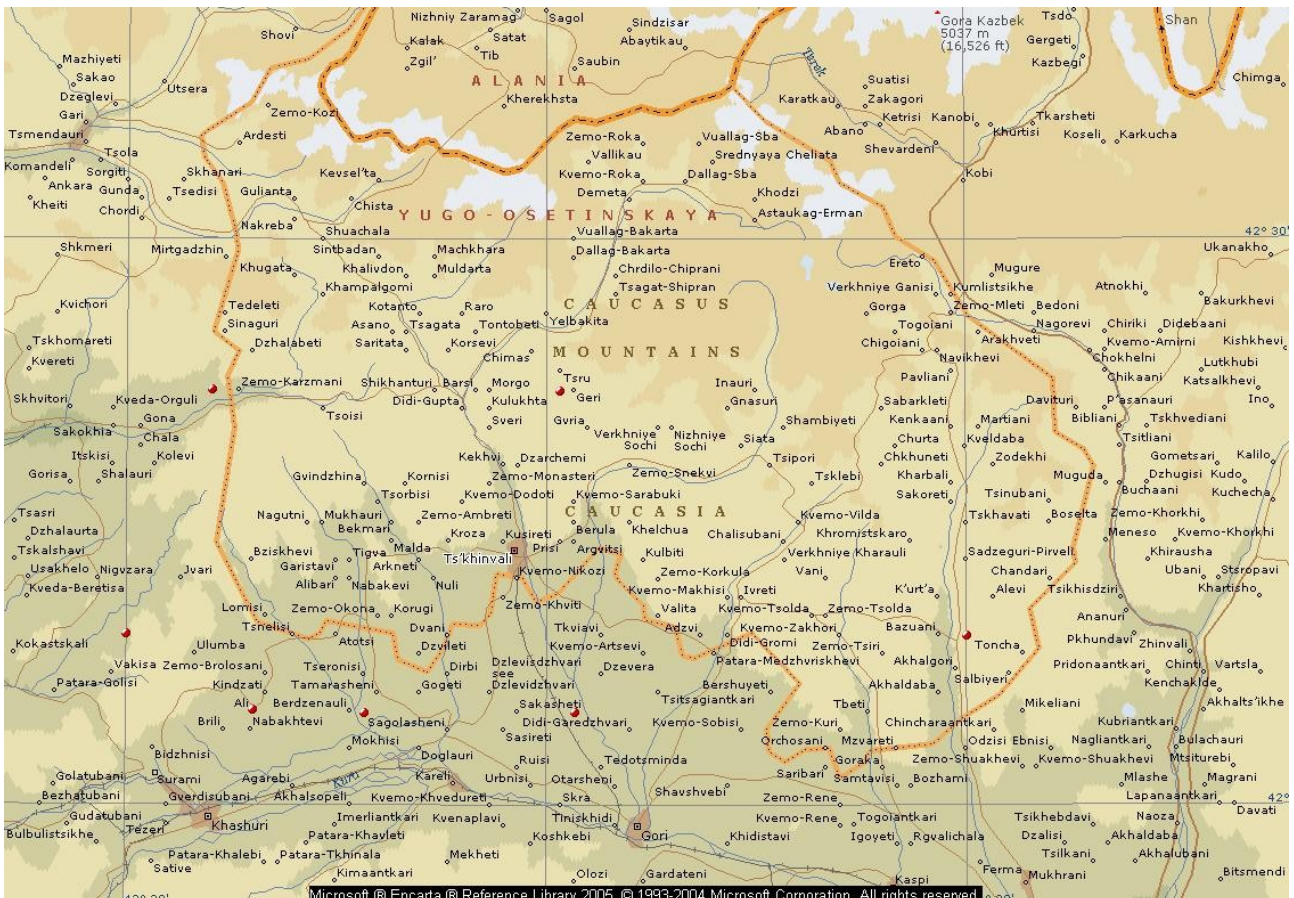 Nizhniy Zaramag
Sagol
Sindzisar
Gora Kazbek
5037 m
(16,526 ft)
Tsdo
Shan
Shovi
Kalak
Satat
Abaytikau
Gergeti
Mazhiyeti
Zgil'
Tib
Saubin
Terek
Kazbegi
Sakao
Utsera
ALANIA
Suatisi
Chimga
Dzeglevi
Zemo-Kozi
Kherekhsta
Karatkau
Zakagori
Gari
Ketrisi
Kanobi
Tkarsheti
Tsmendauri
Ardesti
Zemo-Roka
Vuallag-Sba
Abano
Khurtisi
Koseli
Karkucha
Tsola
Vallikau
Srednyaya Cheliata
Shevardeni
Komandeli
Sorgiti
Skhanari
Kevsel'ta
Kvemo-Roka
Dallag-Sba
Kobi
Ankara
Gunda
Tsedisi
Gulianta
Demeta
Khodzi
Kheiti
Chordi
Chista
YUGO-OSETINSKAYA
Astaukag-Erman
Nakreba
Shuachala
Vuallag-Bakarta
42° 30'
Shkmeri
Mirtgadzhin
Sintbadan
Machkhara
Dallag-Bakarta
Ukanakho
Khugata
Khalivdon
Muldarta
Chrdilo-Chiprani
Ereto
Mugure
Khampalgomi
Tsagat-Shipran
Verkhniye Ganisi
Kumlistsikhe
Atnokhi
Kvichori
Tedeleti
Kotanto
Raro
CAUCASUS
Gorga
Zemo-Mleti
Bedoni
Bakurkhevi
Sinaguri
Asano
Tsagata
Tontobeti
Yelbakita
Togoiani
Nagorevi
Chiriki
Didebaani
Tskhomareti
Dzhalabeti
Saritata
Korsevi
Chigoiani
Arakhveti
Kvemo-Amirni
Kishkhevi
Kvereti
Chimas
MOUNTAINS
Navikhevi
Chokhelni
Lutkhubi
Zemo-Karzmani
Shikhanturi
Barsi
Morgo
Tsru
Inauri
Pavliani
Chikaani
Katsalkhevi
Skhvitori
Kveda-Orguli
Tsoisi
Didi-Gupta
Kulukhta
Geri
Gnasuri
Sabarkleti
Davituri
P'asanauri
Ino
Gona
Sveri
Gvria
Shambiyeti
Kenkaani
Martiani
Bibliani
Tskhvediani
Sakokhia
Chala
Verkhniye
Sochi
Nizhniye
Sochi
Siata
Churta
Kveldaba
Tsitliani
Itskisi
Kolevi
Kekhvi
Dzarchemi
Tsipori
Chkhuneti
Zodekhi
Gometsari
Kalilo
Gorisa
Shalauri
Gvindzhina
Kornisi
Zemo-Monasteri
Zemo-Snekvi
Tsklebi
Kharbali
Muguda
Dzhugisi
Kudo
Tsorbisi
Kvemo-Dodoti
Kvemo-Sarabuki
Sakoreti
Tsinubani
Buchaani
Kuchecha
Tsasri
Nagutni
Mukhauri
Zemo-Ambreti
CAUCASIA
Kvemo-Vilda
Tskhavati
Boselta
Zemo-Khorkhi
Dzhalaurta
Bekmari
Kroza
Kusireti
Berula
Khelchua
Chalisubani
Khromistskaro
Meneso
Kvemo-Khorkhi
Tskalshavi
Bziskhevi
Tigva
Malda
Ts'khinvali
Prisi
Argvitsi
Kulbiti
Verkhniye Kharauli
Sadzeguri-Pirveli
Khirausha
Usakhelo
Nigvzara
Jvari
Garistavi
Arkneti
Kvemo-Nikozi
Zemo-Korkula
Vani
Chandari
Ubani
Stsropavi
Kveda-Beretisa
Alibari
Nabakevi
Nuli
Kvemo-Makhisi
Ivreti
K'urt'a
Alevi
Tsikhisdziri
Khartisho
Lomisi
Zemo-Okona
Korugi
Zemo-Khviti
Valita
Kvemo-Tsolda
Zemo-Tsolda
Ananuri
Tsnelisi
Atotsi
Dvani
Tkviavi
Adzvi
Kvemo-Zakhori
Bazuani
Pkhundavi
Zhinvali
Kokastskali
Ulumba
Dzvileti
Kvemo-Artsevi
Didi-Gromi
Zemo-Tsiri
Toncha
Vakisa
Zemo-Brolosani
Tseronisi
Dirbi
Dzlevisdzhvari
see
Dzlevidzhvari
Dzevera
Patara-Medzhvriskhevi
Akhalgori
Pridonaantkari
Chinti
Vartsla
Patara-Golisi
Kindzati
Tamarasheni
Gogeti
Bershuyeti
Akhaldaba
Salbiyeri
Kenchaklde
Ali
Berdzenauli
Sakasheti
Tsitsagiantkari
Tbeti
Mikeliani
Akhalts'ikhe
Brili
Nabakhtevi
Sagolasheni
Didi-Garedzhvari
Kvemo-Sobisi
Zemo-Kuri
Chincharaantkari
Kubriantkari
Bidzhnisi
Mokhisi
Doglauri
Sasireti
Orchosani
Mzvareti
Odzisi
Ebnisi
Nagliantkari
Bulachauri
Golatubani
Surami
Agarebi
Kura
Kareli
Ruisi
Tedotsminda
Goraka
Zemo-Shuakhevi
Kvemo-Shuakhevi
Mtsiturebi
Urbnisi
Otarsheni
Saribari
Samtavisi
Bozhami
Mlashe
Magrani
Bezhatubani
Gverdisubani
Akhalsopeli
Kvemo-Khvedureti
Skra
Shavshvebi
Zemo-Rene
Lapanaantkari
42°
Gudatubani
Tezeri
Khashuri
Imerliantkari
Kvenaplavi
Tiniskhidi
Gori
Kvemo-Rene
Togoiantkari
Tsikhebdavi
Naoza
Davati
Bulbulistsikhe
Patara-Khavleti
Koshkebi
Khidistavi
Igoyeti
Rgvalichala
Dzalisi
Akhaldaba
Patara-Khalebi
Patara-Tkhinala
Mekheti
Tsilkani
Akhalubani
Sative
Kimaantkari
Olozi
Gardateni
Kaspi
Ferma
Mukhrani
Bitsmendi
Microsoft ® Encarta ® Reference Library 2005. © 1993-2004 Microsoft Corporation. All rights reserved.